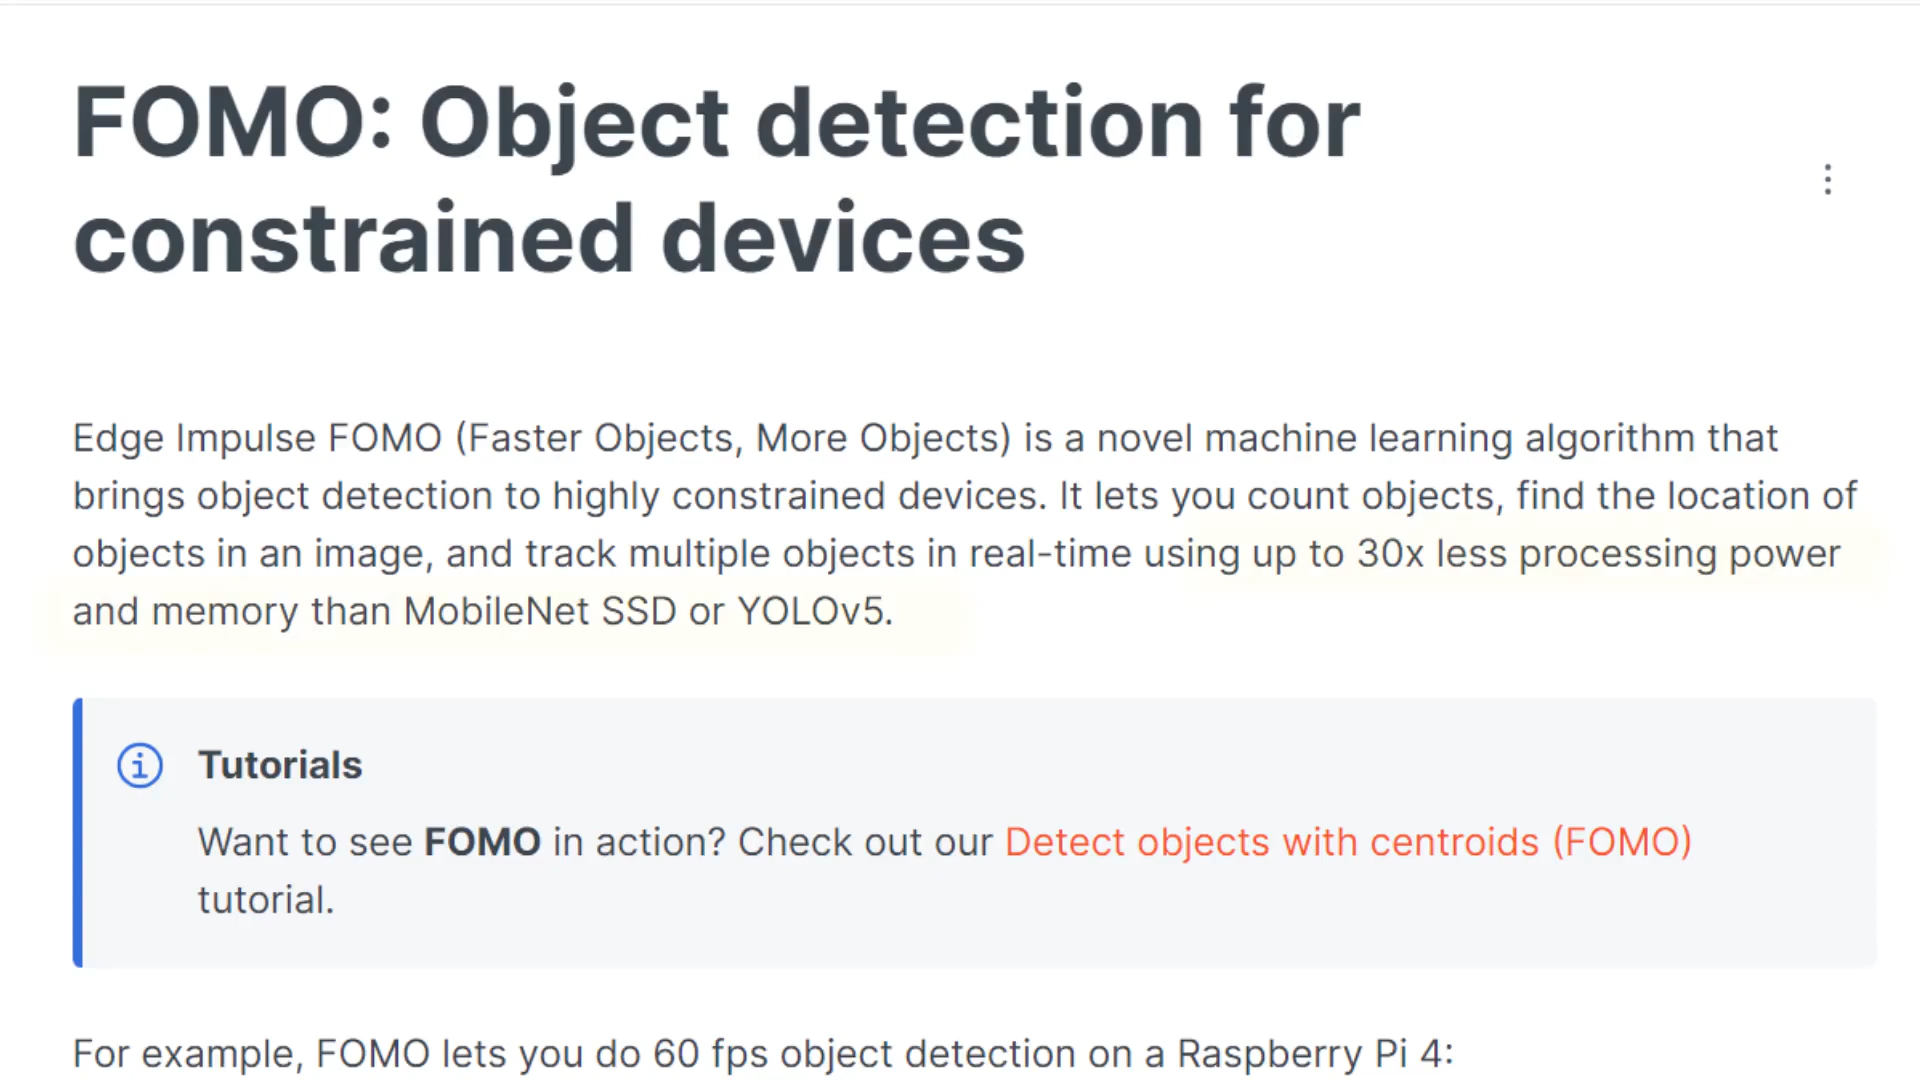 FOMO: Object detection for
constrained devices
Edge Impulse FOMO (Faster Objects, More Objects) is a novel machine learning algorithm that
brings object detection to highly constrained devices. It lets you count objects, find the location of
objects in an image, and track multiple objects in real-time using up to 30x less processing power
and memory than MobileNet SSD or YOLOv5.
Tutorials
Want to see FOMO in action? Check out our Detect objects with centroids (FOMO)
tutorial.
For example, FOMO lets you do 60 fps object detection on a Raspberry Pi 4: